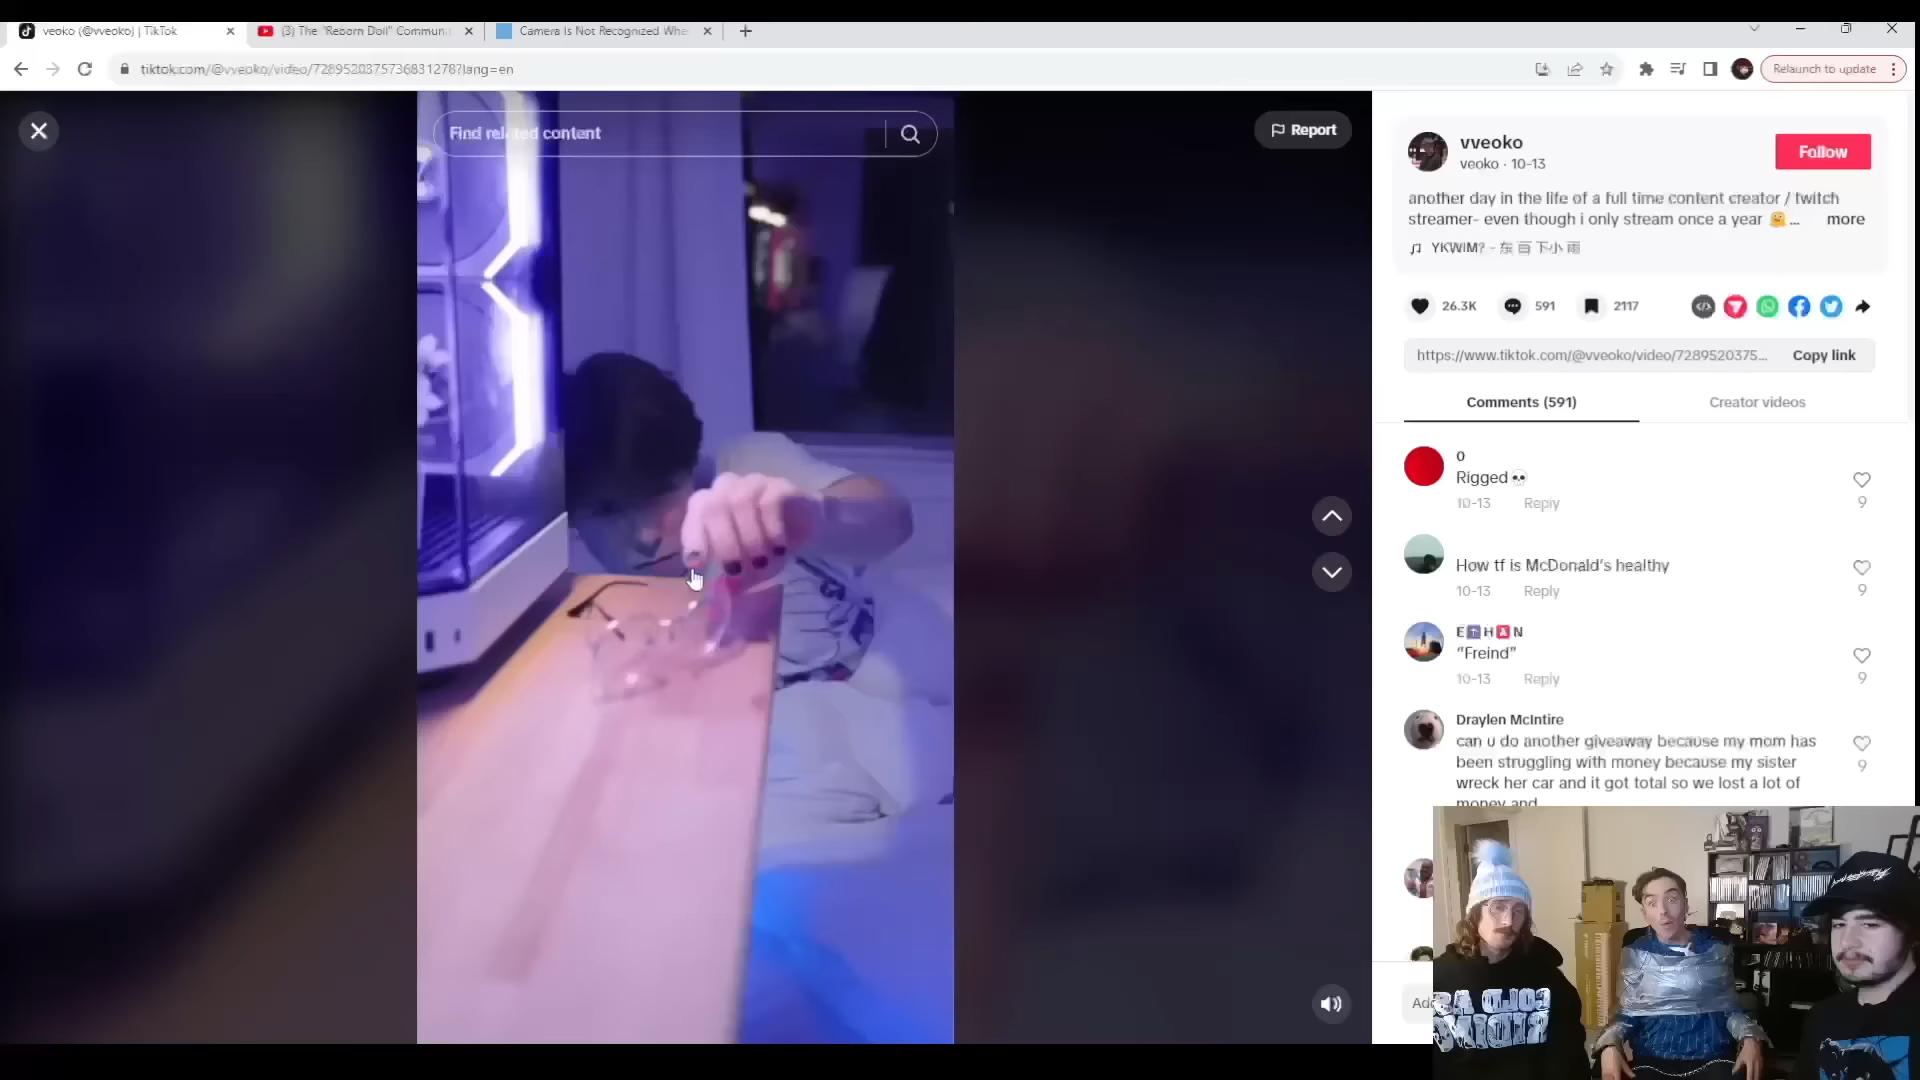 veoko (@vveoko) | TikTok
(3) The "Reborn Doll" Commun
Camera Is Not Recognized Whe
tiktok.com/@vveoko/video/7289520375736831278?lang=en
Relaunch to update
Find related content
Report
vveoko
veoko · 10-13
Follow
another day in the life of a full time content creator / twitch
streamer- even though i only stream once a year 🫠 ...
more
YKWIM? - 东百下小雨
26.3K
591
2117
https://www.tiktok.com/@vveoko/video/7289520375...
Copy link
Comments (591)
Creator videos
0
Rigged 💀
10-13 Reply
9
How tf is McDonald's healthy
10-13 Reply
9
E🆃H🅰N
"Freind"
10-13 Reply
9
Draylen McIntire
can u do another giveaway because my mom has
been struggling with money because my sister
wreck her car and it got total so we lost a lot of
money and
9